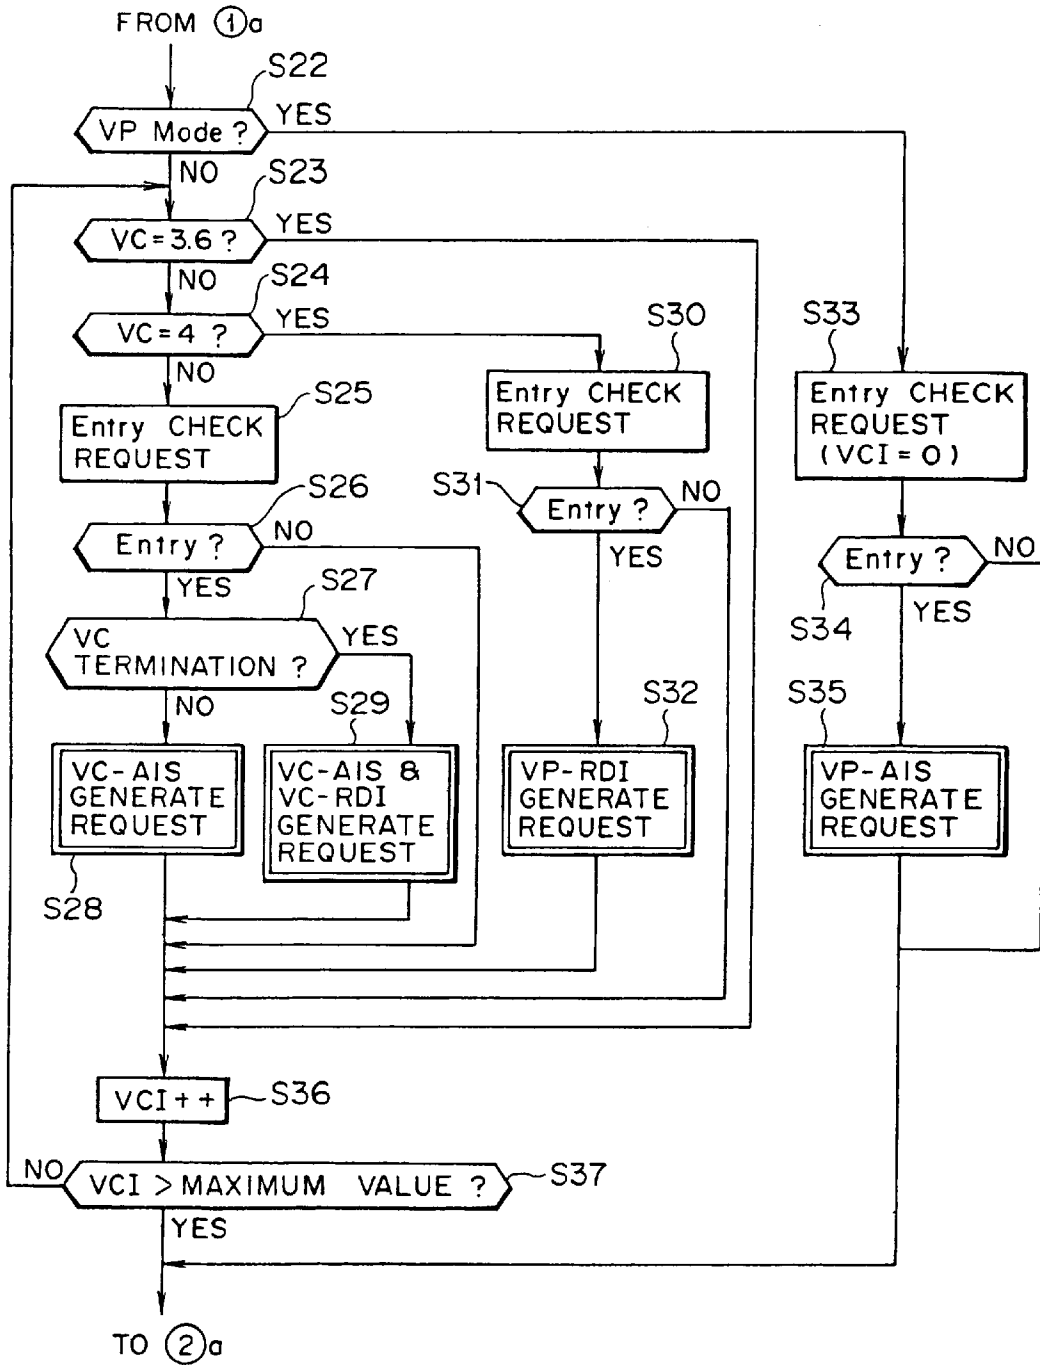 FROM 1a
S22
VP Mode ?
YES
NO
S23
VC=3.6 ?
YES
NO
S24
VC=4 ?
YES
NO
S25
Entry CHECK
REQUEST
S26
Entry ?
NO
YES
S27
VC
TERMINATION ?
YES
NO
VC-AIS
GENERATE
REQUEST
S28
S29
VC-AIS &
VC-RDI
GENERATE
REQUEST
S30
Entry CHECK
REQUEST
S31
Entry ?
NO
YES
S32
VP-RDI
GENERATE
REQUEST
S33
Entry CHECK
REQUEST
(VCI=0)
Entry ?
NO
S34
YES
S35
VP-AIS
GENERATE
REQUEST
VCI++
S36
NO
VCI > MAXIMUM VALUE ?
S37
YES
TO 2a